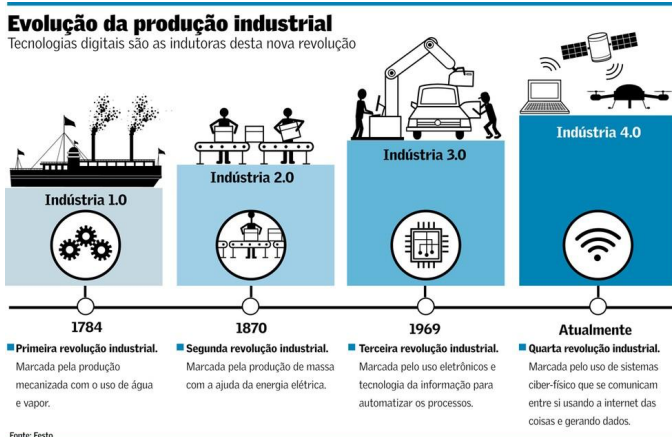 Evolução da produção industrial
Tecnologias digitais são as indutoras desta nova revolução
Indústria 1.0
Indústria 2.0
Indústria 3.0
Indústria 4.0
1784
Primeira revolução industrial.
Marcada pela produção
mecanizada com o uso de água
e vapor.
1870
Segunda revolução industrial.
Marcada pela produção de massa
com a ajuda da energia elétrica.
1969
Terceira revolução industrial.
Marcado pelo uso eletrônicos e
tecnologia da informação para
automatizar os processos.
Atualmente
Quarta revolução industrial.
Marcado pelo uso de sistemas
ciber-físico que se comunicam
entre si usando a internet das
coisas e gerando dados.
Fonte: Festo